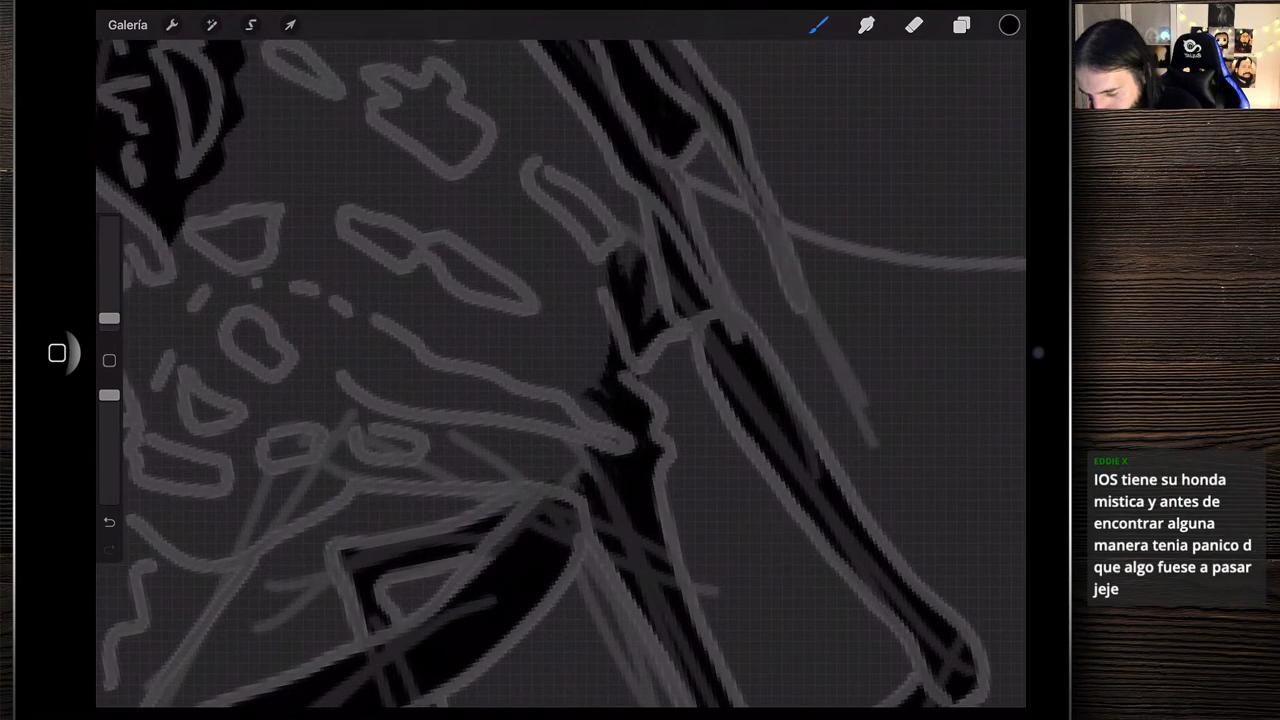 Galería
EDDIE X
IOS tiene su honda
mistica y antes de
encontrar alguna
manera tenia panico d
que algo fuese a pasar
jeje